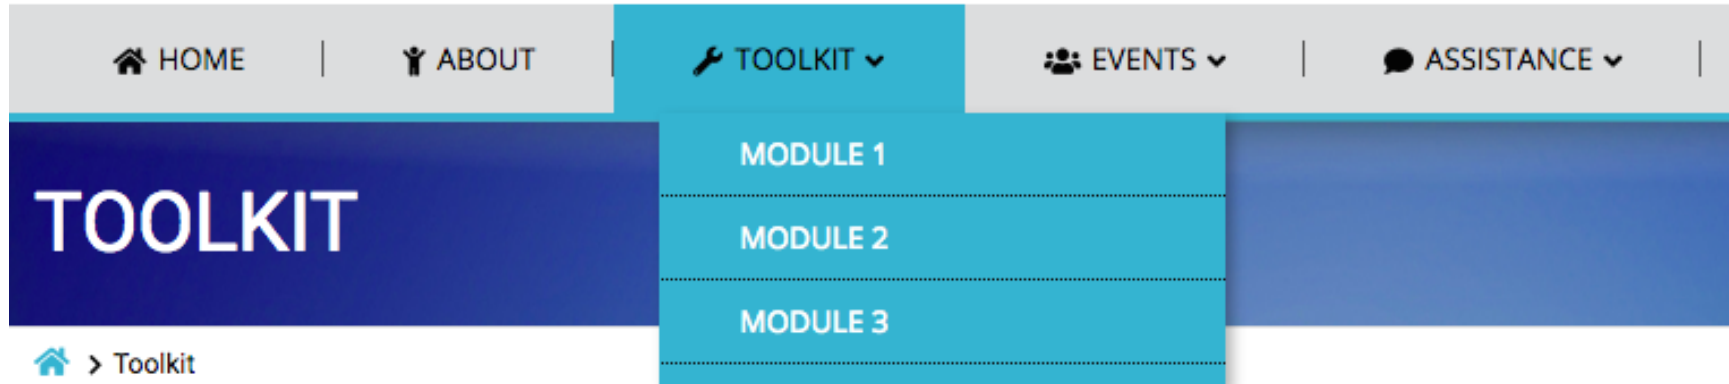 HOME | ABOUT | TOOLKIT EVENTS | ASSISTANCE |
MODULE 1
TOOLKIT
MODULE 2
MODULE 3
> Toolkit